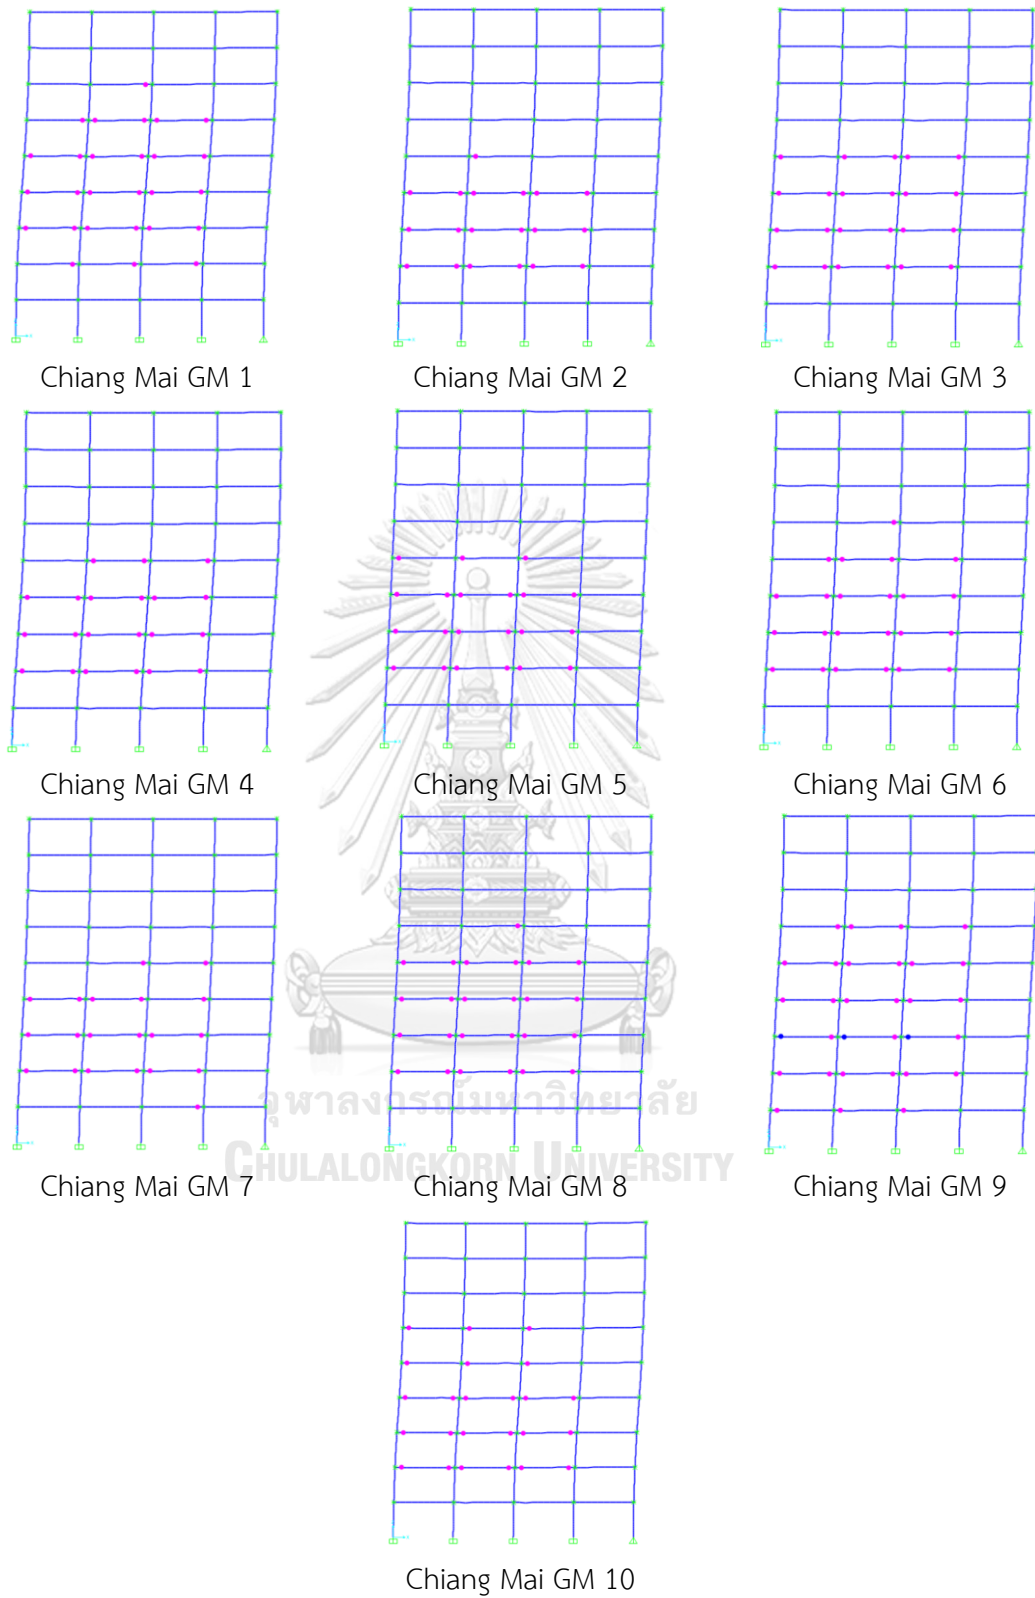 Chiang Mai GM 1
Chiang Mai GM 2
Chiang Mai GM 3
Chiang Mai GM 4
Chiang Mai GM 5
Chiang Mai GM 6
Chiang Mai GM 7
Chiang Mai GM 8
Chiang Mai GM 9
จุฬาลงกรณ์มหาวิทยาลัย
CHULALONGKORN UNIVERSITY
Chiang Mai GM 10